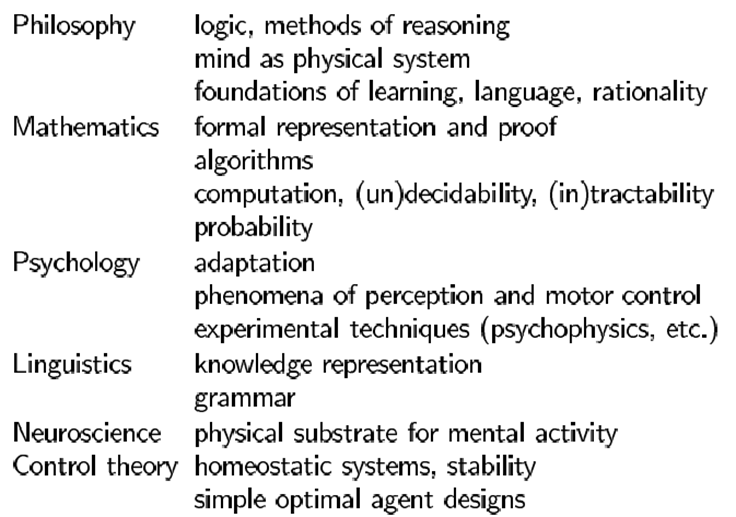 Philosophy logic, methods of reasoning
mind as physical system
foundations of learning, language, rationality
Mathematics formal representation and proof
algorithms
computation, (un)decidability, (in)tractability
probability
Psychology adaptation
phenomena of perception and motor control
experimental techniques (psychophysics, etc.)
Linguistics knowledge representation
grammar
Neuroscience physical substrate for mental activity
Control theory homeostatic systems, stability
simple optimal agent designs